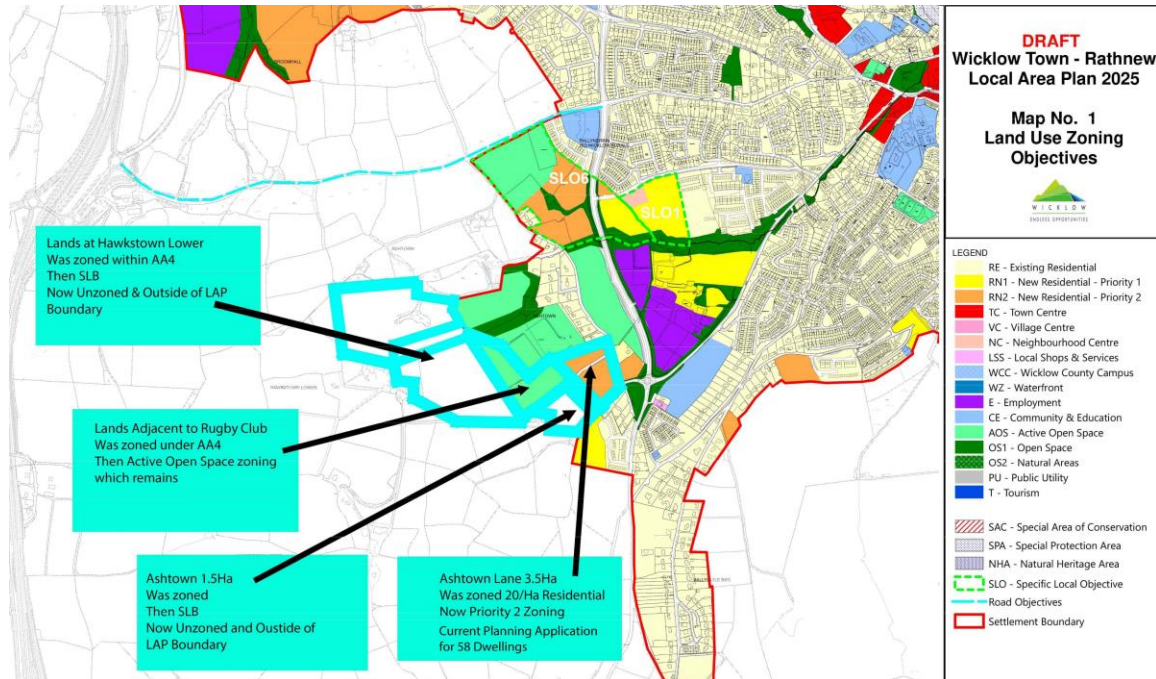 BROOMHALL
SLO6
SLO1
Lands at Hawkstown Lower
Was zoned within AA4
Then SLB
Now Unzoned & Outside of LAP
Boundary
HAWKSTOWN LOWER
Lands Adjacent to Rugby Club
Was zoned under AA4
Then Active Open Space zoning
which remains
Ashtown 1.5Ha
Was zoned
Then SLB
Now Unzoned and Oustide of
LAP Boundary
Ashtown Lane 3.5Ha
Was zoned 20/Ha Residential
Now Priority 2 Zoning
Current Planning Application
for 58 Dwellings
DRAFT
Wicklow Town - Rathnew
Local Area Plan 2025
Map No. 1
Land Use Zoning
Objectives
WICKLOW
ENDLESS OPPORTUNITIES
LEGEND
RE - Existing Residential
RN1 - New Residential - Priority 1
RN2 - New Residential - Priority 2
TC - Town Centre
VC - Village Centre
NC - Neighbourhood Centre
LSS - Local Shops & Services
WCC - Wicklow County Campus
WZ - Waterfront
E - Employment
CE - Community & Education
AOS - Active Open Space
OS1 - Open Space
OS2 - Natural Areas
PU - Public Utility
T - Tourism
SAC - Special Area of Conservation
SPA - Special Protection Area
NHA - Natural Heritage Area
SLO - Specific Local Objective
Road Objectives
Settlement Boundary